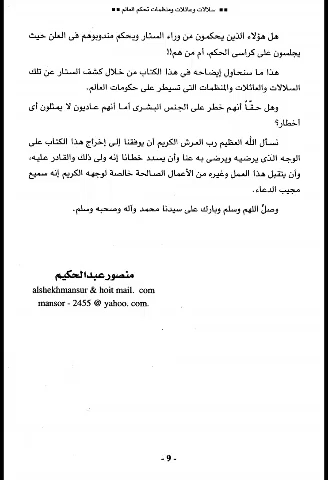 ■■ سلالات وعائلات ومنظمات تحكم العالم ■■
هل هؤلاء الذين يحكمون من وراء الستار ويحكم مندوبوهم فى العلن حيث
يجلسون على كراسى الحكم، أم من هم!!
هذا ما سنحاول إيضاحه فى هذا الكتاب من خلال كشف الستار عن تلك
السلالات والعائلات والمنظمات التى تسيطر على حكومات العالم.
وهل حقًا أنهم خطر على الجنس البشرى أما أنهم عاديون لا يمثلون أى
أخطار؟
نسأل الله العظيم رب العرش الكريم أن يوفقنا إلى إخراج هذا الكتاب على
الوجه الذى يرضيه ويرضى به عنا وأن يسدد خطانا إنه ولى ذلك والقادر عليه،
وأن يتقبل هذا العمل وغيره من الأعمال الصالحة خالصة لوجهه الكريم إنه سميع
مجيب الدعاء.
وصلُ اللهم وسلم وبارك على سيدنا محمد وآله وصحبه وسلم.
منصور عبدالحكيم
alshekhmansur & hoit mail. com
mansor - 2455 @ yahoo. com.
- 9 -